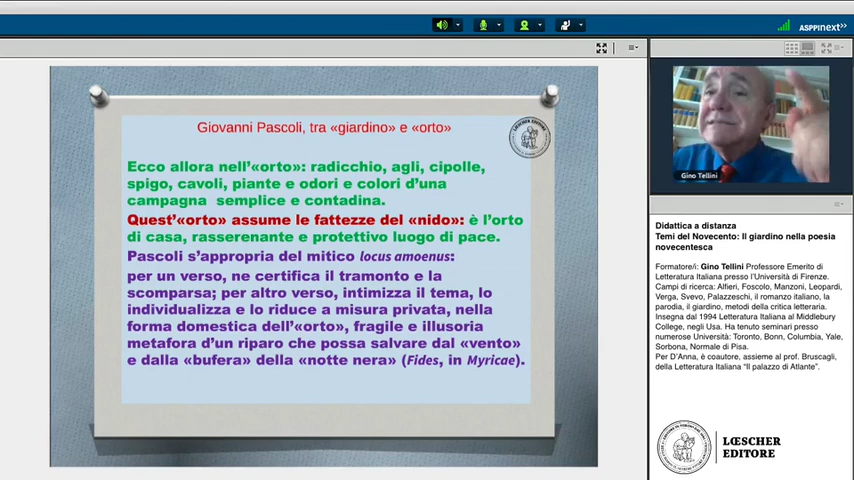 ASPPInext>>
Giovanni Pascoli, tra «giardino» e «orto»
LOESCHER EDITORE
Ecco allora nell'«orto»: radicchio, agli, cipolle,
spigo, cavoli, piante e odori e colori d'una
campagna semplice e contadina.
Quest'«orto» assume le fattezze del «nido»: è l'orto
di casa, rasserenante e protettivo luogo di pace.
Pascoli s'appropria del mitico locus amoenus:
per un verso, ne certifica il tramonto e la
scomparsa; per altro verso, intimizza il tema, lo
individualizza e lo riduce a misura privata, nella
forma domestica dell'«orto», fragile e illusoria
metafora d'un riparo che possa salvare dal «vento»
e dalla «bufera» della «notte nera» (Fides, in Myricae).
Gino Tellini
Didattica a distanza
Temi del Novecento: Il giardino nella poesia
novecentesca
Formatore/i: Gino Tellini Professore Emerito di
Letteratura Italiana presso l'Università di Firenze.
Campi di ricerca: Alfieri, Foscolo, Manzoni, Leopardi,
Verga, Svevo, Palazzeschi, il romanzo italiano, la
parodia, il giardino, metodi della critica letteraria.
Insegna dal 1994 Letteratura Italiana al Middlebury
College, negli Usa. Ha tenuto seminari presso
numerose Università: Toronto, Bonn, Columbia, Yale,
Sorbona, Normale di Pisa.
Per D'Anna, è coautore, assieme al prof. Bruscagli,
della Letteratura Italiana "Il palazzo di Atlante".
LŒSCHER
EDITORE